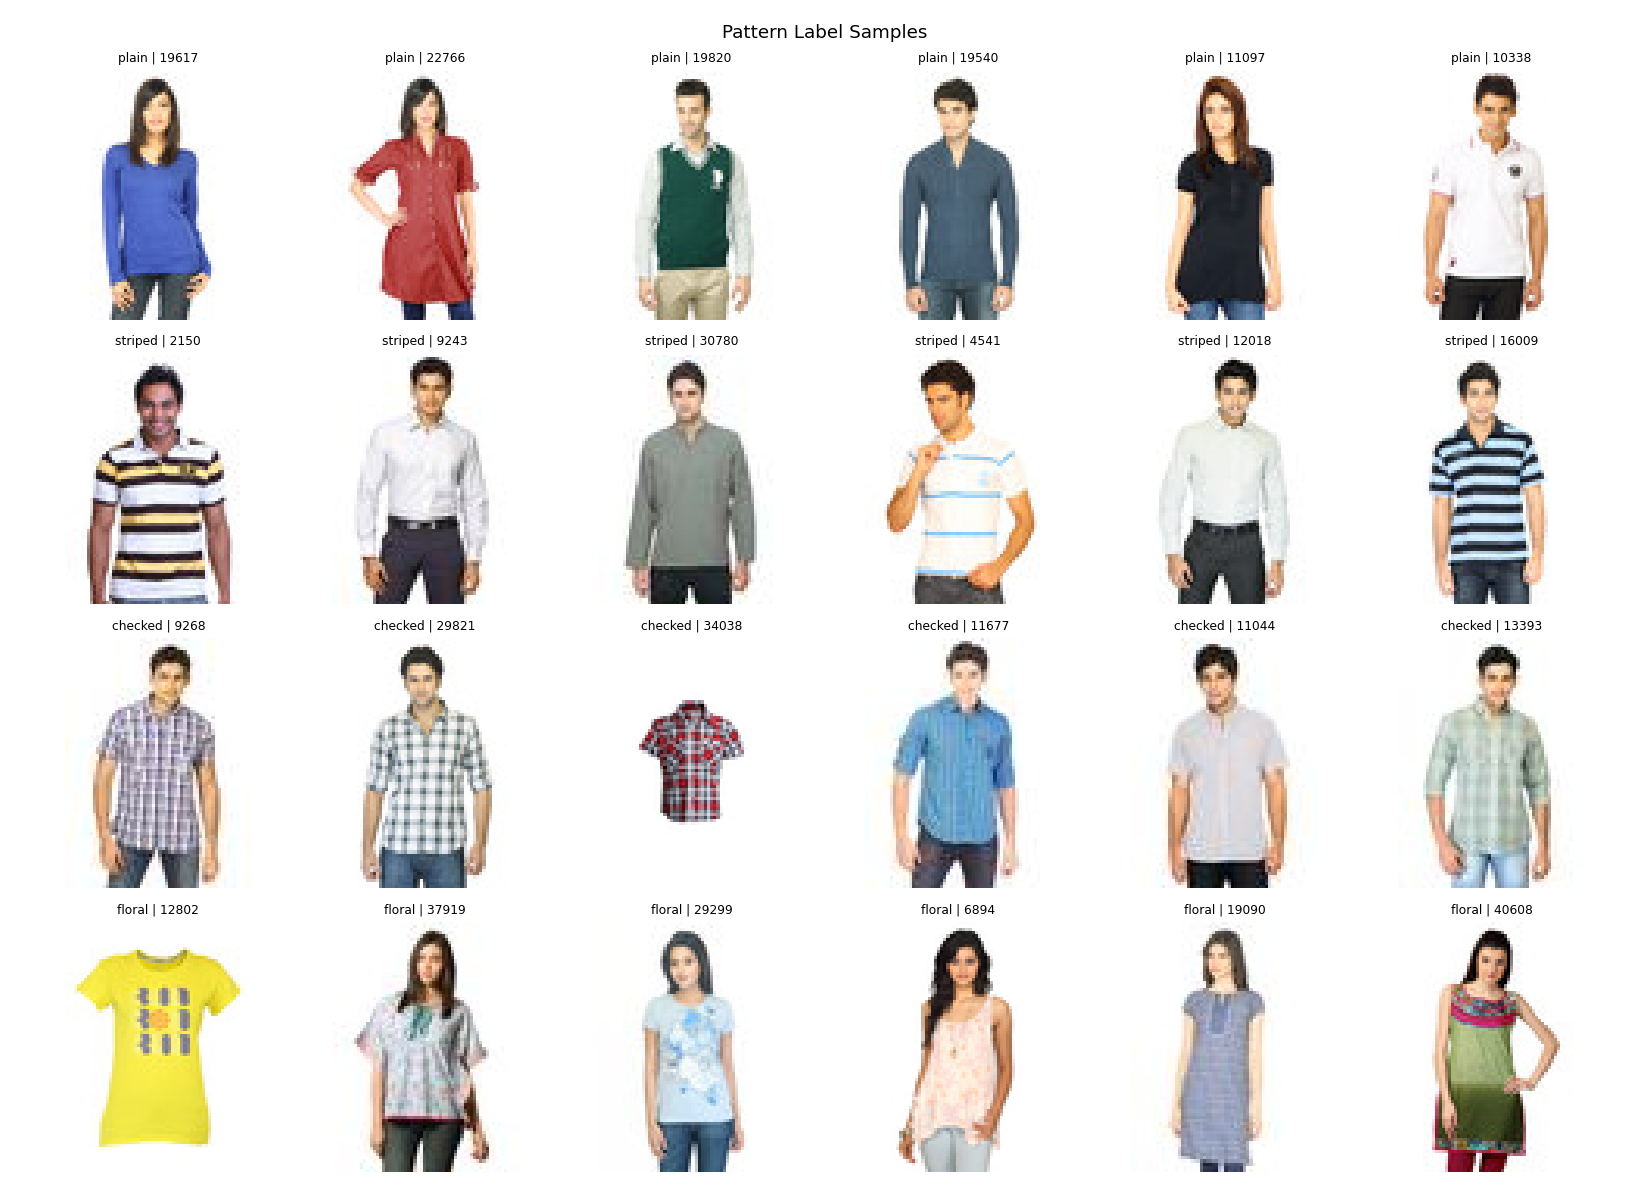 Pattern Label Samples
plain | 19617
plain | 22766
plain | 19820
plain | 19540
plain | 11097
plain | 10338
striped | 2150
striped | 9243
striped | 30780
striped | 4541
striped | 12018
striped | 16009
checked | 9268
checked | 29821
checked | 34038
checked | 11677
checked | 11044
checked | 13393
floral | 12802
floral | 37919
floral | 29299
floral | 6894
floral | 19090
floral | 40608